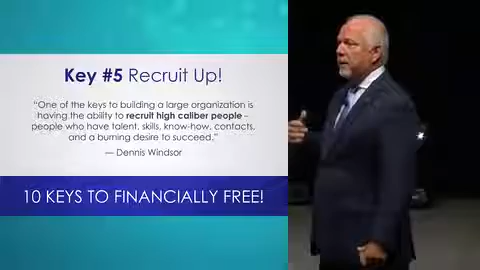 Key #5 Recruit Up!
“One of the keys to building a large organization is
having the ability to recruit high caliber people -
people who have talent, skills, know-how, contacts,
and a burning desire to succeed.”
— Dennis Windsor
10 KEYS TO FINANCIALLY FREE!